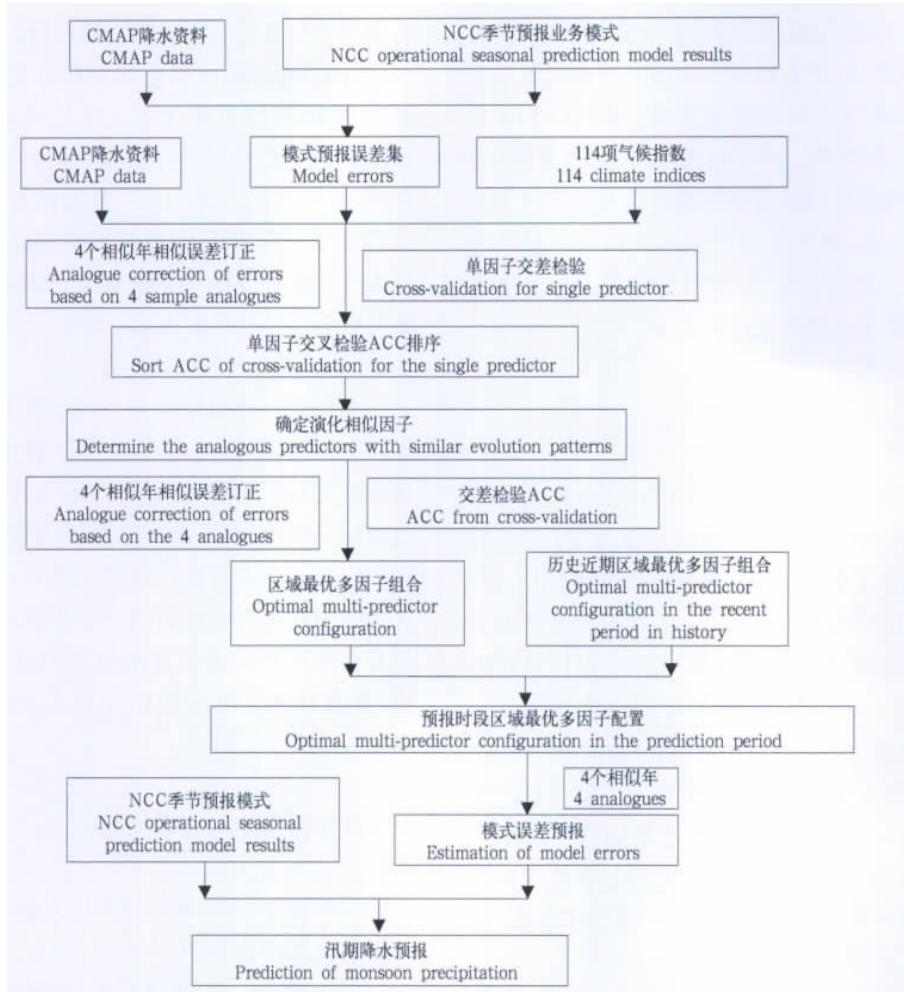 CMAP降水资料
CMAP data
NCC季节预报业务模式
NCC operational seasonal prediction model results
CMAP降水资料
CMAP data
模式预报误差集
Model errors
114项气候指数
114 climate indices
4个相似年相似误差订正
Analogue correction of errors
based on 4 sample analogues
单因子交差检验
Cross-validation for single predictor
单因子交叉检验ACC排序
Sort ACC of cross-validation for the single predictor
确定演化相似因子
Determine the analogous predictors with similar evolution patterns
4个相似年相似误差订正
Analogue correction of errors
based on the 4 analogues
交差检验ACC
ACC from cross-validation
区域最优多因子组合
Optimal multi-predictor
configuration
历史近期区域最优多因子组合
Optimal multi-predictor
configuration in the recent
period in history
预报时段区域最优多因子配置
Optimal multi-predictor configuration in the prediction period
4个相似年
4 analogues
NCC季节预报模式
NCC operational seasonal
prediction model results
模式误差预报
Estimation of model errors
汛期降水预报
Prediction of monsoon precipitation